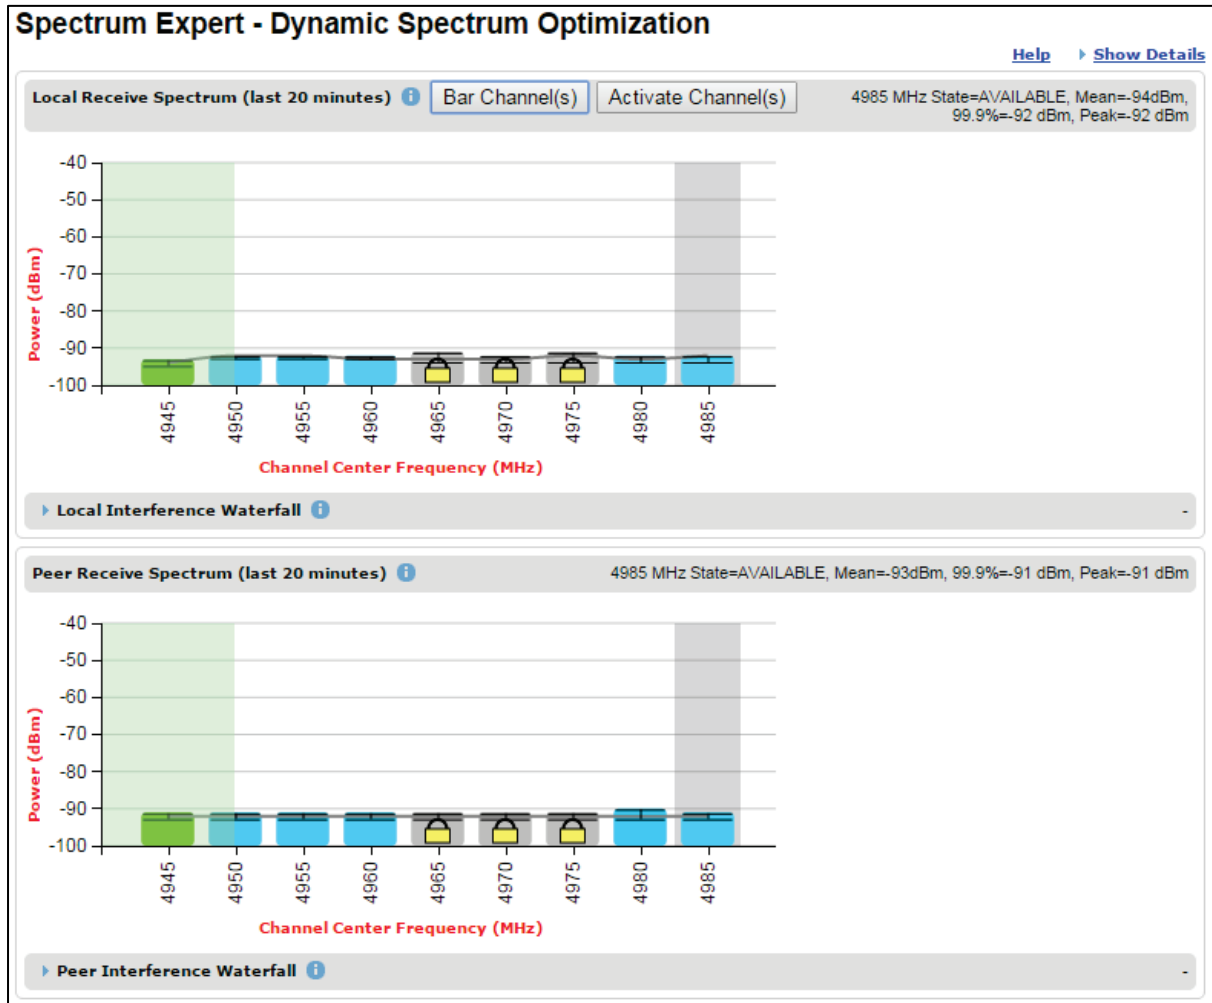 Spectrum Expert - Dynamic Spectrum Optimization
Help Show Details
Local Receive Spectrum (last 20 minutes) i Bar Channel(s) Activate Channel(s) 4985 MHz State=AVAILABLE, Mean=-94dBm,
99.9%=-92 dBm, Peak=-92 dBm
-40
-50
-60
-70
-80
-90
-100
Power (dBm)
4945 4950 4955 4960 4965 4970 4975 4980 4985
Channel Center Frequency (MHz)
Local Interference Waterfall i -
Peer Receive Spectrum (last 20 minutes) i 4985 MHz State=AVAILABLE, Mean=-93dBm, 99.9%=-91 dBm, Peak=-91 dBm
-40
-50
-60
-70
-80
-90
-100
Power (dBm)
4945 4950 4955 4960 4965 4970 4975 4980 4985
Channel Center Frequency (MHz)
Peer Interference Waterfall i -